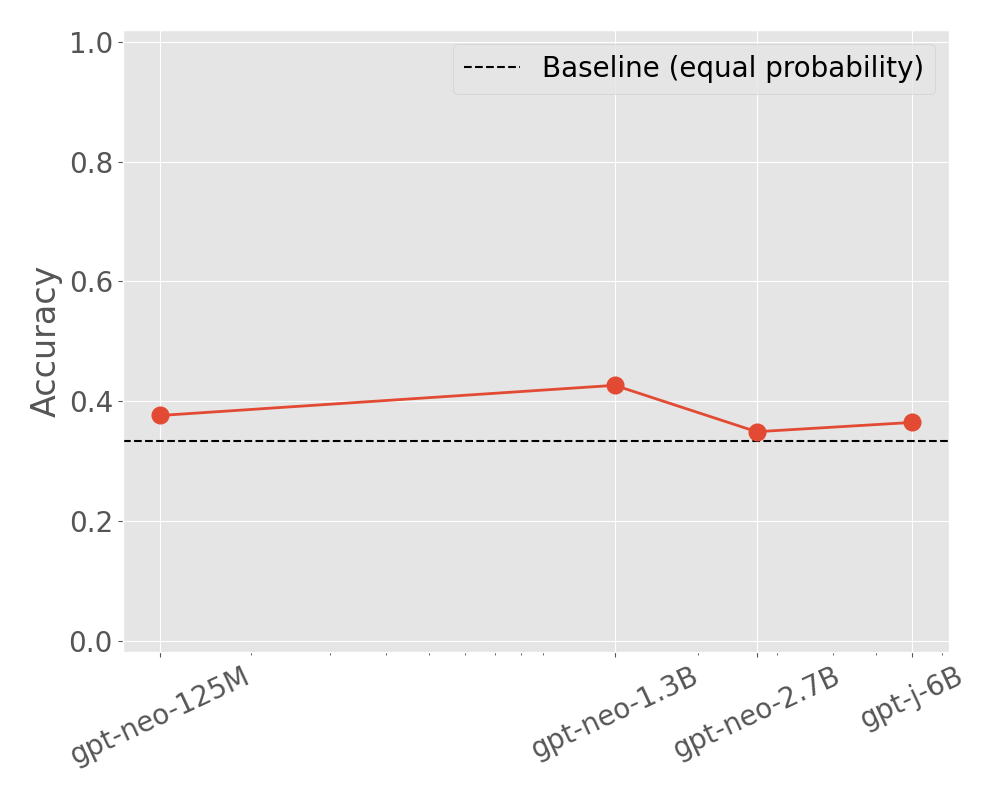 1.0
0.8
0.6
0.4
0.2
0.0
Accuracy
Baseline (equal probability)
gpt-neo-125M
gpt-neo-1.3B
gpt-neo-2.7B
gpt-j-6B